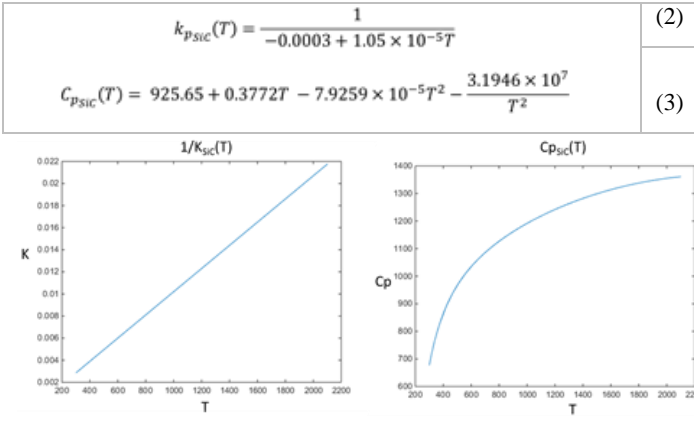 k_{p_{SiC}}(T) = \frac{1}{-0.0003 + 1.05 × 10^{-5}T}
(2)
C_{p_{SiC}}(T) = 925.65 + 0.3772T − 7.9259 × 10^{-5}T^2 − \frac{3.1946 × 10^7}{T^2}
(3)
1/K_{SiC}(T)
0.022
0.02
0.018
0.016
0.014
0.012
0.01
0.008
0.006
0.004
0.002
K
200 400 600 800 1000 1200 1400 1600 1800 2000 2200
T
Cp_{SiC}(T)
1400
1300
1200
1100
1000
900
800
700
600
Cp
200 400 600 800 1000 1200 1400 1600 1800 2000 22
T